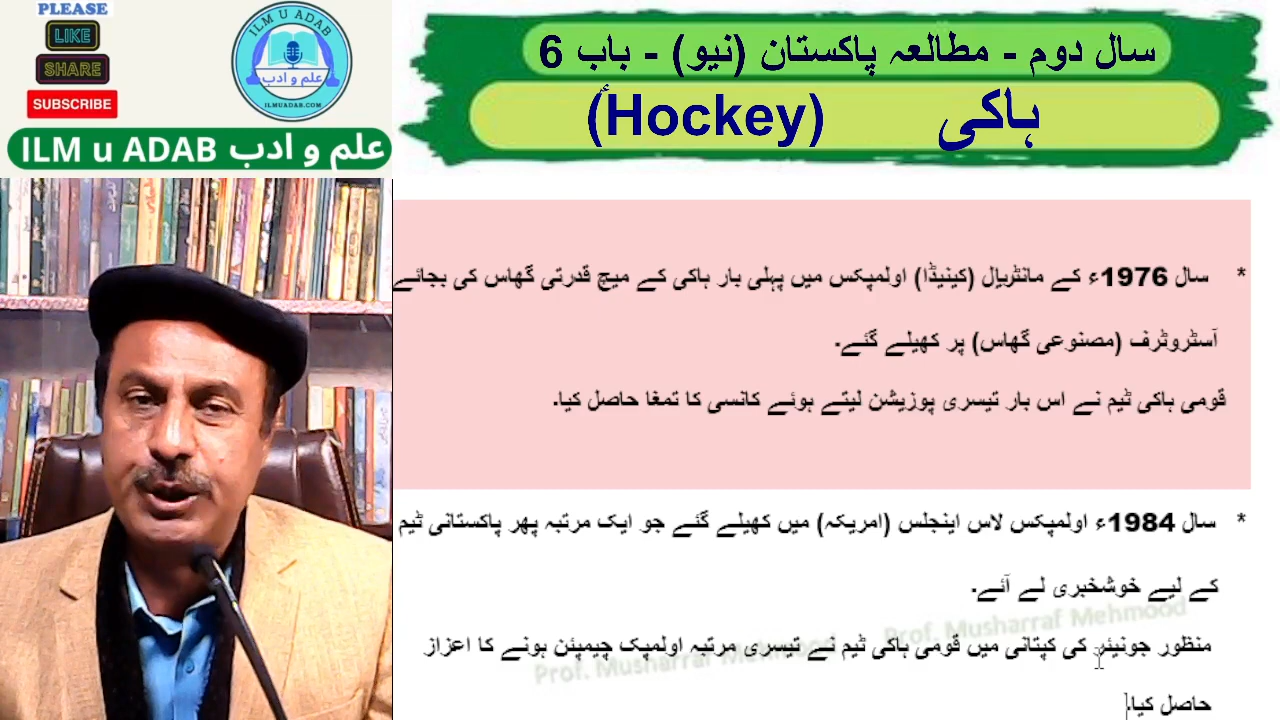 PLEASE
LIKE
SHARE
SUBSCRIBE
ILM U ADAB
علم و ادب
ILMUADAB.COM
ILM u ADAB علم و ادب
سال دوم - مطالعہ پاکستان (نیو) - باب 6
ہاکی (Hockey)
* سال 1976ء کے مانٹریال (کینیڈا) اولمپکس میں پہلی بار ہاکی کے میچ قدرتی گھاس کی بجائے
آسٹروٹرف (مصنوعی گھاس) پر کھیلے گئے۔
قومی ہاکی ٹیم نے اس بار تیسری پوزیشن لیتے ہوئے کانسی کا تمغا حاصل کیا۔
* سال 1984ء اولمپکس لاس اینجلس (امریکہ) میں کھیلے گئے جو ایک مرتبہ پھر پاکستانی ٹیم
کے لیے خوشخبری لے آئے۔
منظور جونیئر کی کپتانی میں قومی ہاکی ٹیم نے تیسری مرتبہ اولمپک چیمپئن ہونے کا اعزاز
حاصل کیا۔
Prof. Musharraf Mehmood
Prof. Musharraf Mehmood